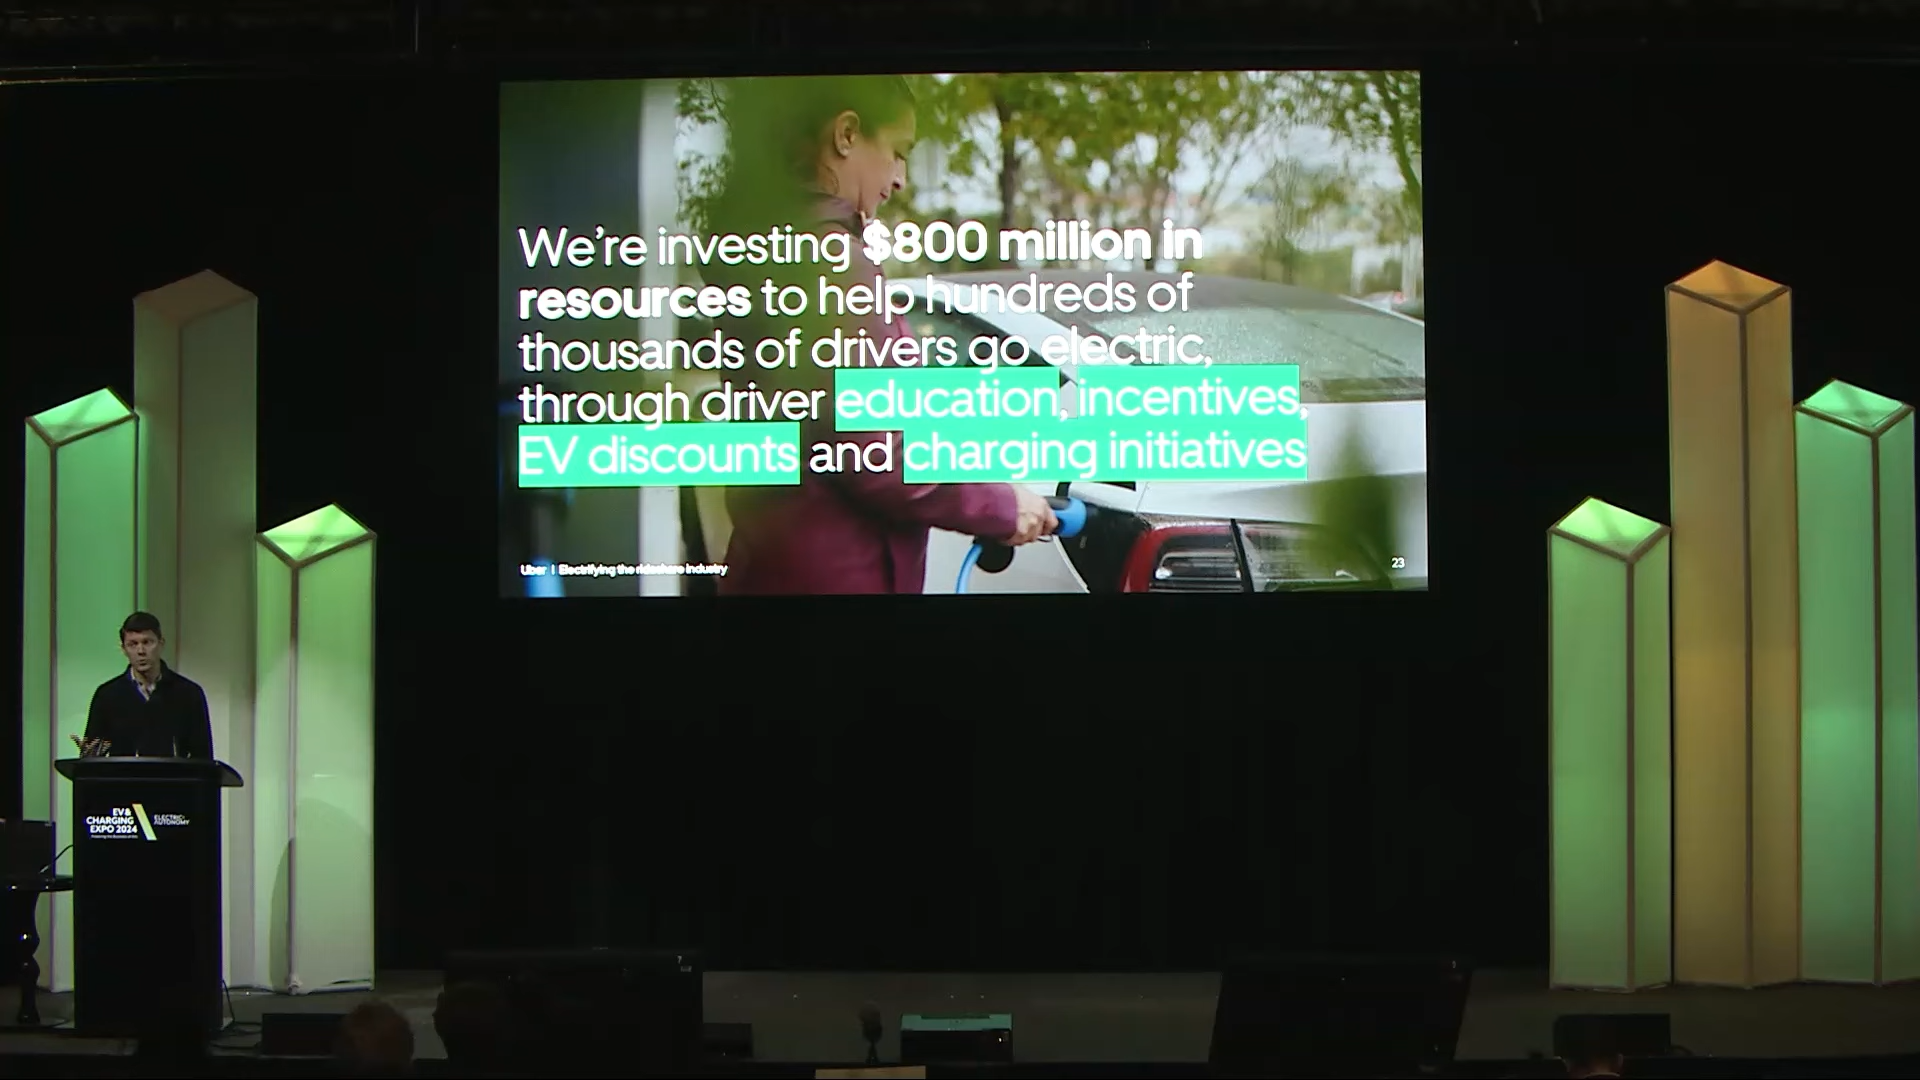 We're investing $800 million in
resources to help hundreds of
thousands of drivers go electric,
through driver education, incentives,
EV discounts and charging initiatives
Uber | Electrifying the rideshare industry
23
EV &
CHARGING
EXPO 2024
ELECTRIC
AUTONOMY